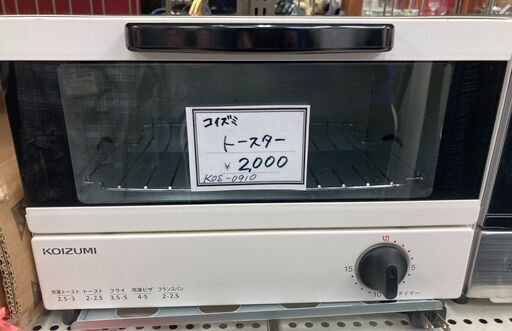 コイズミ
トースター
¥ 2,000
KOS-0910
KOIZUMI
冷凍トースト トースト フライ 冷凍ピザ フランスパン
2.5-3 2-2.5 3.5-5 4-5 2-2.5
切
15 5
10 タイマー